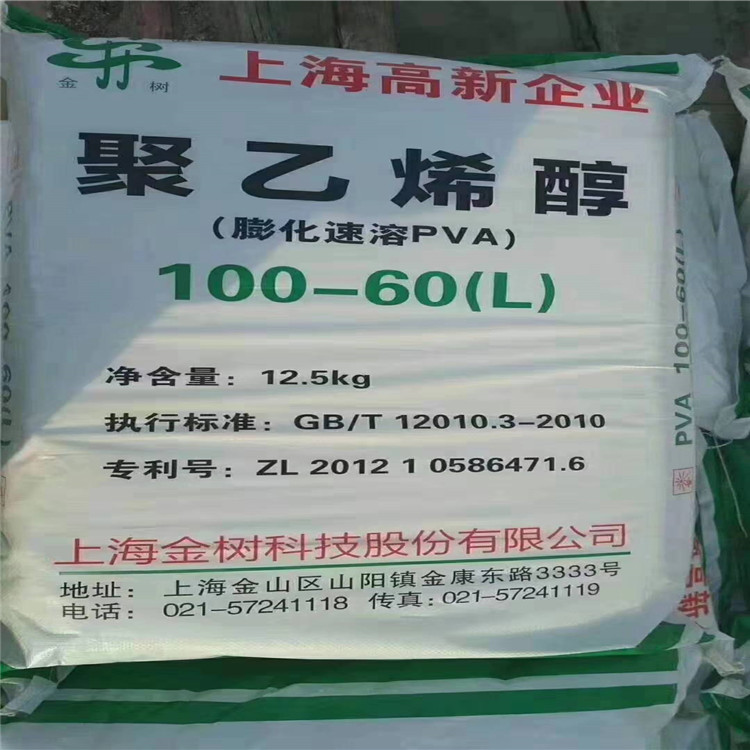 金 树
上海高新企业
聚乙烯醇
(膨化速溶PVA)
100-60(L)
净含量: 12.5kg
执行标准: GB/T 12010.3-2010
专利号: ZL 2012 1 0586471.6
上海金树科技股份有限公司
地址: 上海金山区山阳镇金康东路3333号
电话: 021-57241118 传真:021-57241119
PVA 100-60(L)